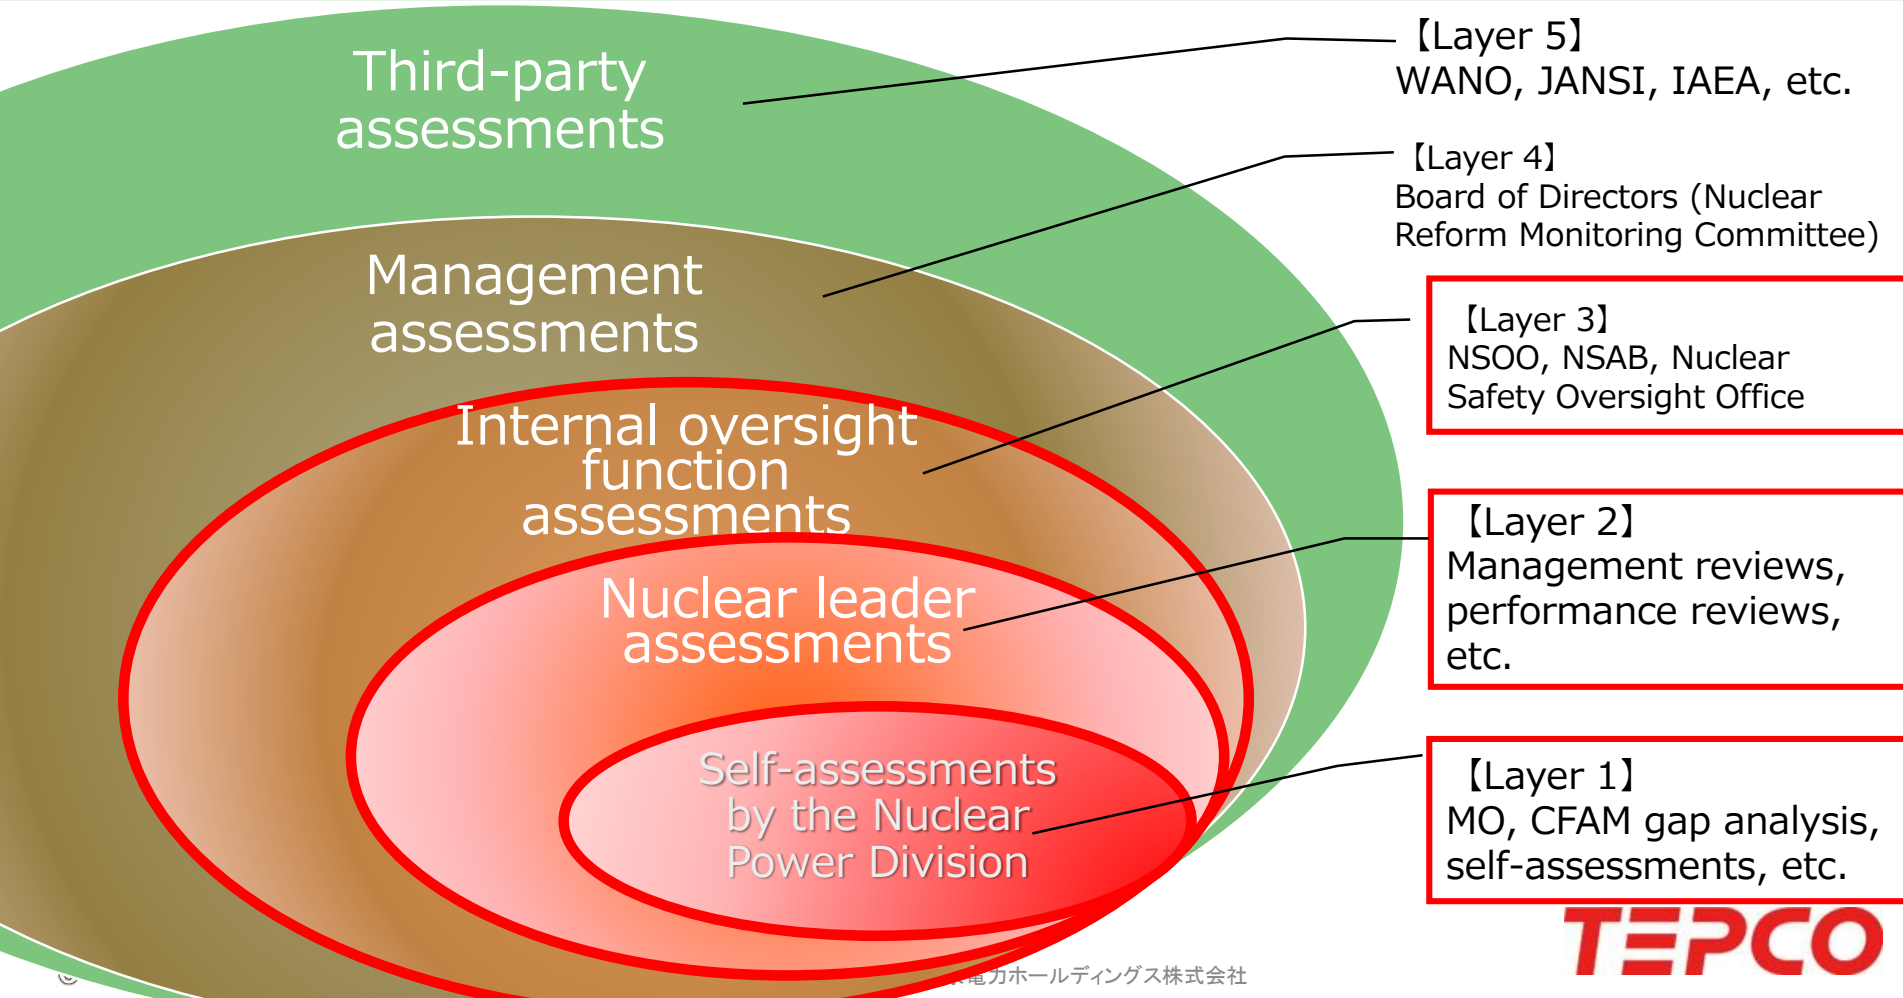 Third-party
assessments
Management
assessments
Internal oversight
function
assessments
Nuclear leader
assessments
Self-assessments
by the Nuclear
Power Division
【Layer 5】
WANO, JANSI, IAEA, etc.
【Layer 4】
Board of Directors (Nuclear
Reform Monitoring Committee)
【Layer 3】
NSOO, NSAB, Nuclear
Safety Oversight Office
【Layer 2】
Management reviews,
performance reviews,
etc.
【Layer 1】
MO, CFAM gap analysis,
self-assessments, etc.
TEPCO
電力ホールディングス株式会社